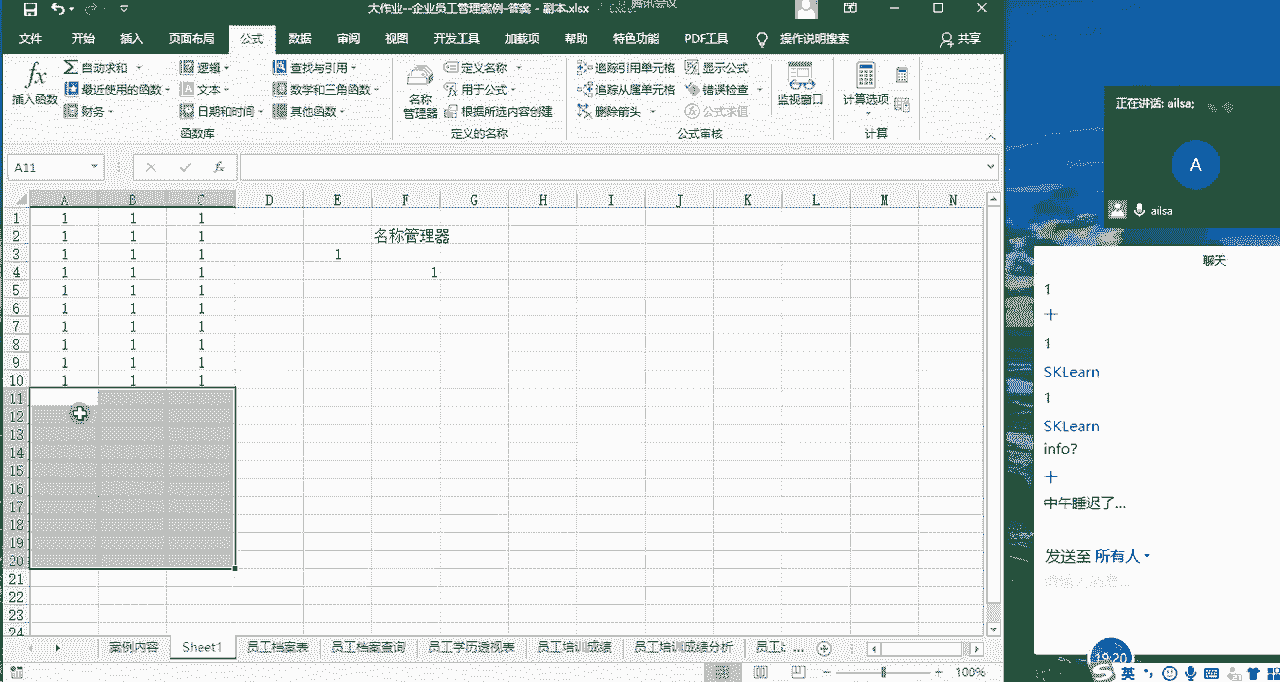 大作业--企业员工管理案例-答案 - 副本.xlsx
腾讯会议
文件 开始 插入 页面布局 公式 数据 审阅 视图 开发工具 加载项 帮助 特色功能 PDF工具 操作说明搜索 共享
fx 插入函数
Σ 自动求和 逻辑 查找与引用
最近使用的函数 文本 数学和三角函数
财务 日期和时间 其他函数
函数库
名称管理器
定义名称
用于公式
根据所选内容创建
定义的名称
追踪引用单元格 显示公式
追踪从属单元格 错误检查
删除箭头 公式求值
公式审核
监视窗口
计算选项
计算
A11 fx
A B C D E F G H I J K L M N
1 1 1 1
2 1 1 1 名称管理器
3 1 1 1 1
4 1 1 1 1
5 1 1 1
6 1 1 1
7 1 1 1
8 1 1 1
9 1 1 1
10 1 1 1
11
12
13
14
15
16
17
18
19
20
21
22
23
24
案例内容 Sheet1 员工档案表 员工档案查询 员工学历透视表 员工培训成绩 员工培训成绩分析 员工 ...
100%
正在讲话: ailsa;
A
ailsa
聊天
1
+
1
SKLearn
1
SKLearn
info?
+
中午睡迟了...
发送至 所有人
19:20
英